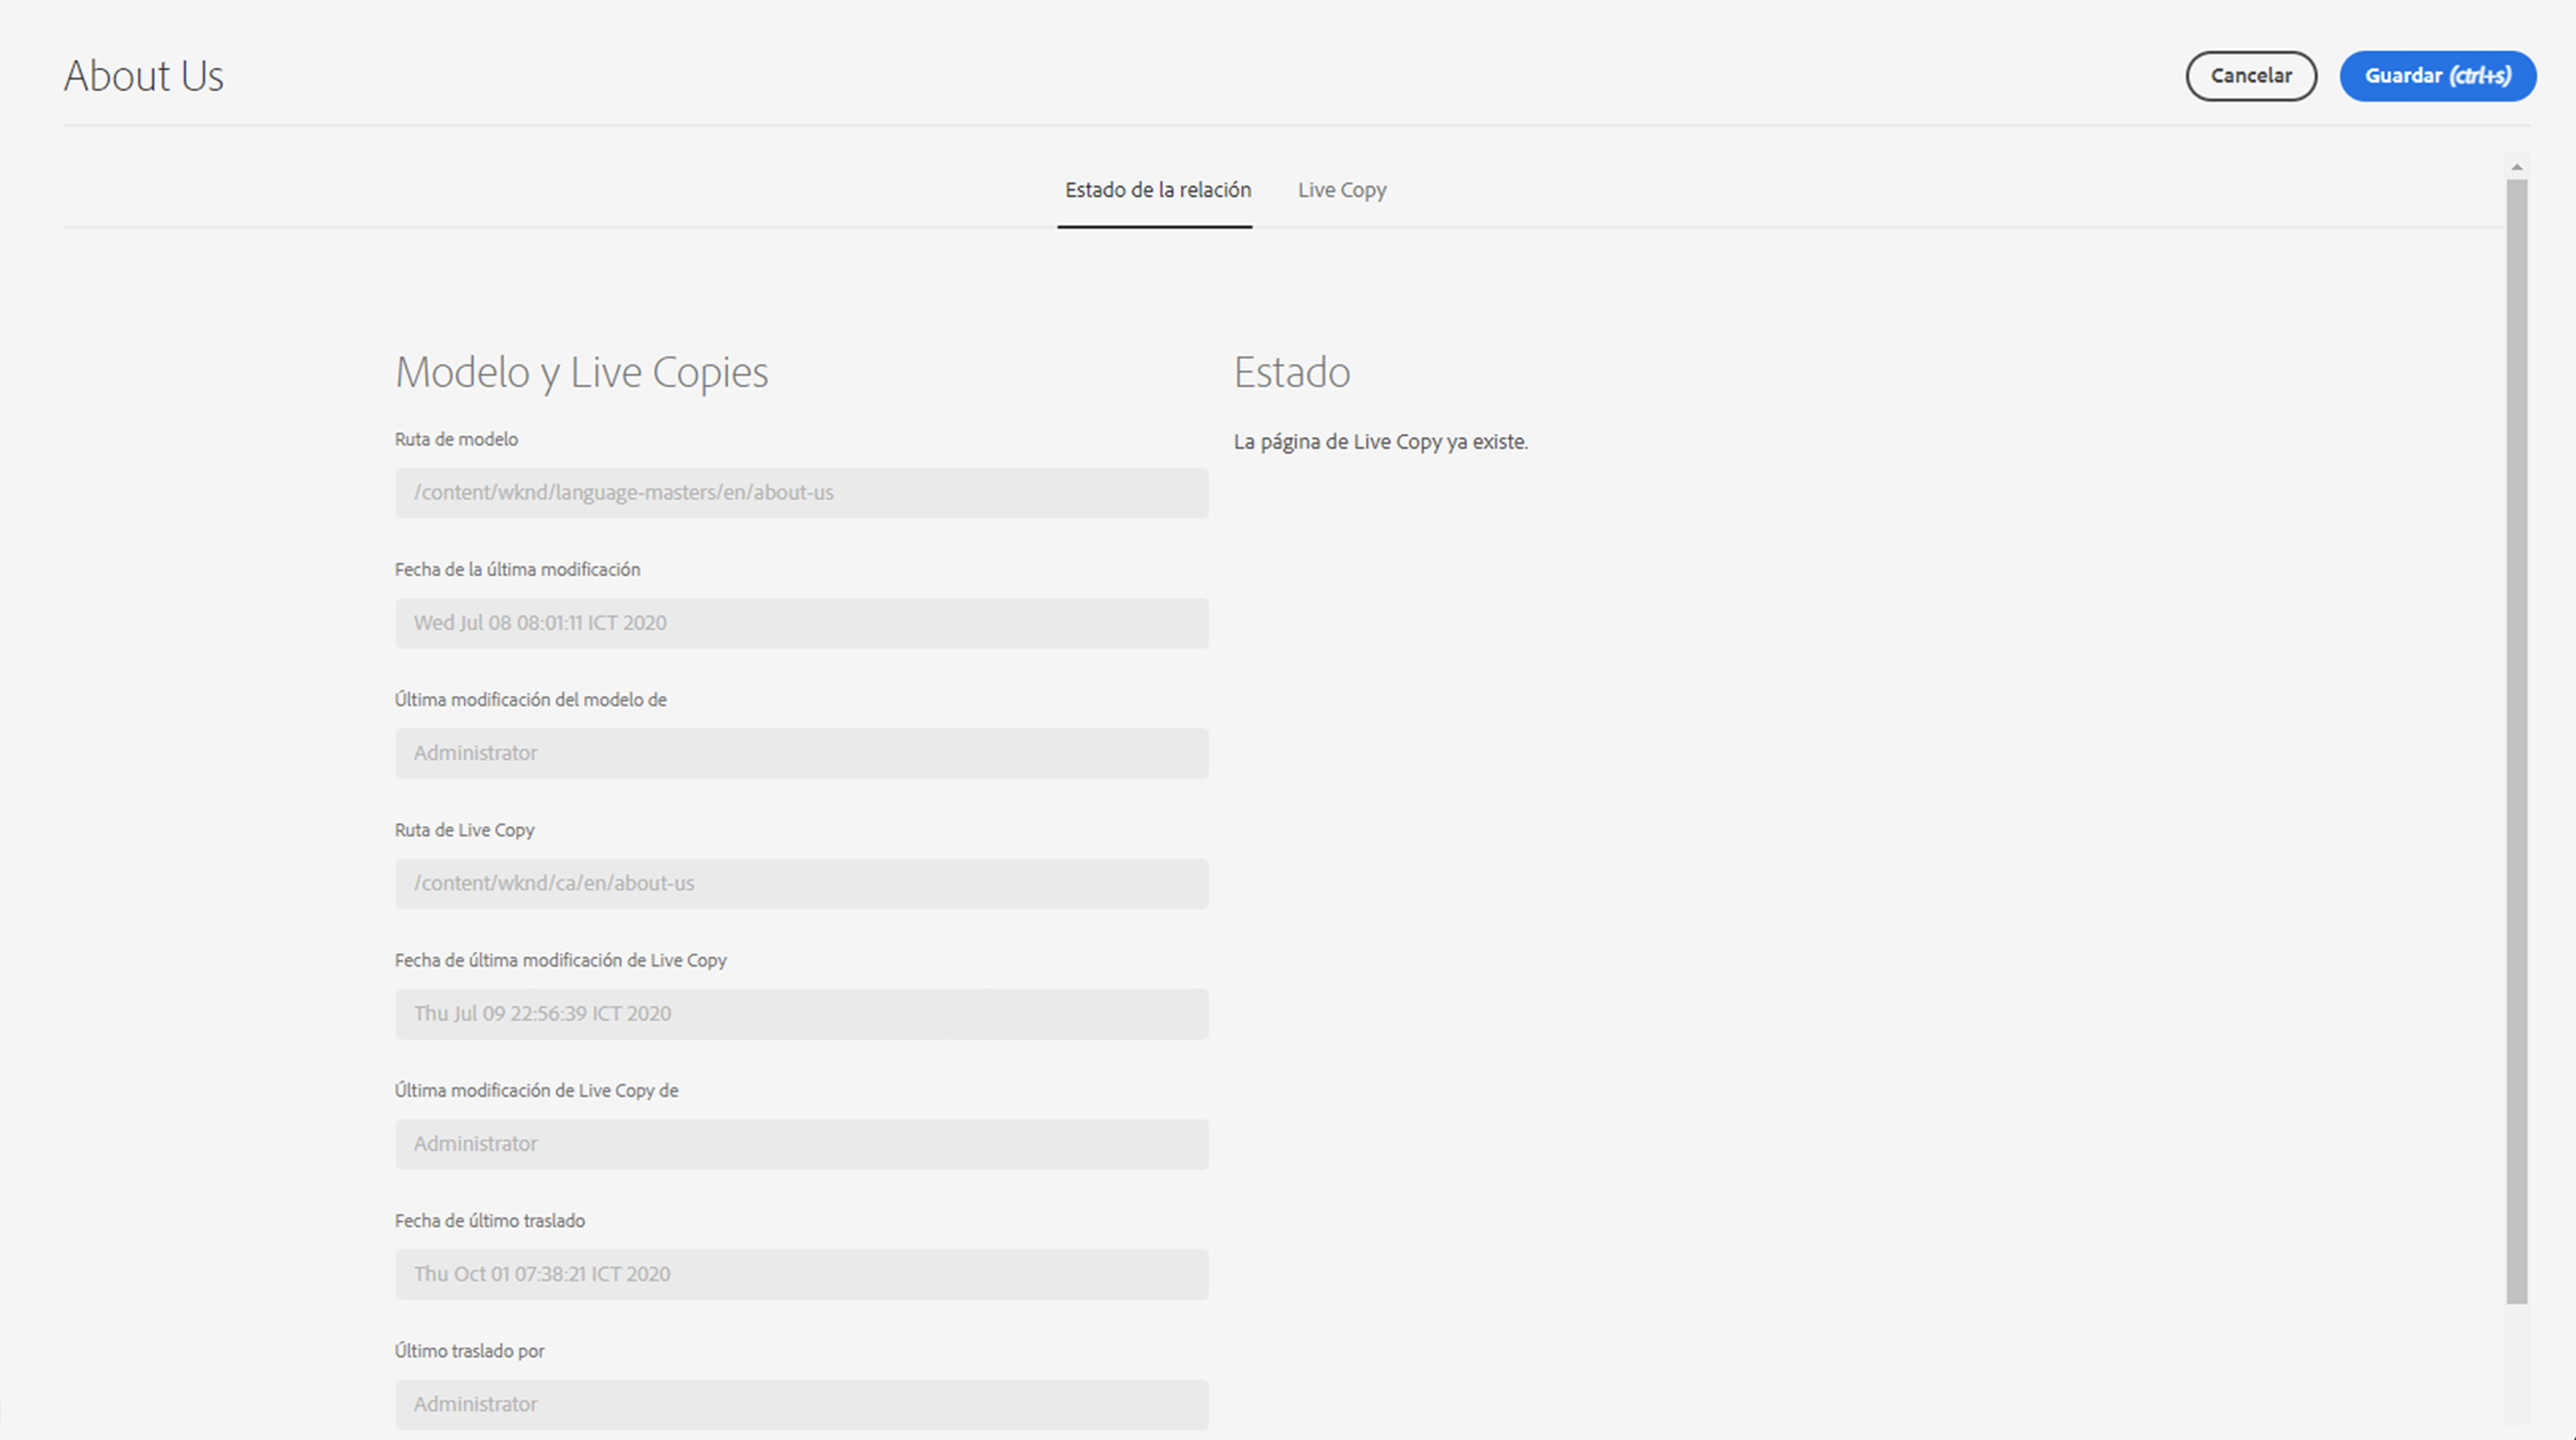 About Us
Cancelar
Guardar (ctrl+s)
Estado de la relación
Live Copy
Modelo y Live Copies
Ruta de modelo
/content/wknd/language-masters/en/about-us
Fecha de la última modificación
Wed Jul 08 08:01:11 ICT 2020
Última modificación del modelo de
Administrator
Ruta de Live Copy
/content/wknd/ca/en/about-us
Fecha de última modificación de Live Copy
Thu Jul 09 22:56:39 ICT 2020
Última modificación de Live Copy de
Administrator
Fecha de último traslado
Thu Oct 01 07:38:21 ICT 2020
Último traslado por
Administrator
Estado
La página de Live Copy ya existe.